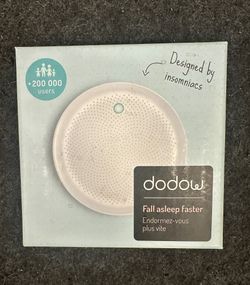 +200 000
users
Designed by
insomniacs
dodow
Fall asleep faster
Endormez-vous
plus vite